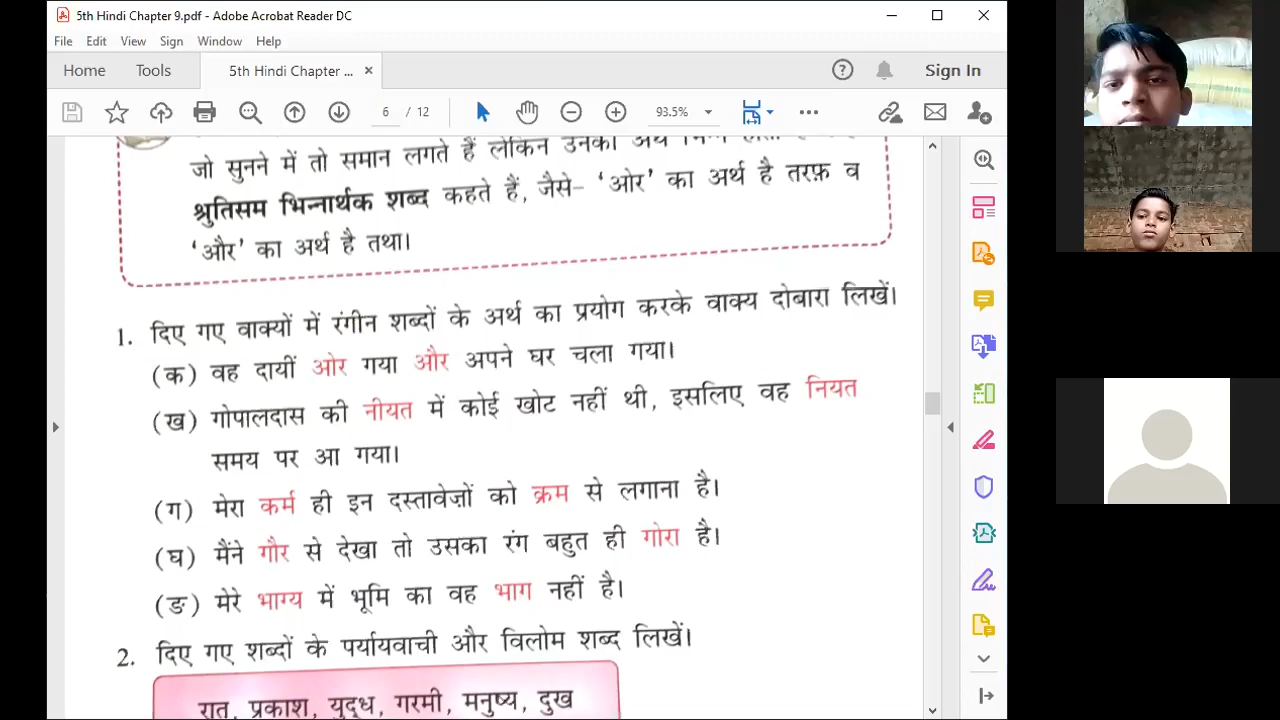 5th Hindi Chapter 9.pdf - Adobe Acrobat Reader DC
File Edit View Sign Window Help
Home Tools 5th Hindi Chapter ... Sign In
6 / 12 93.5%
जो सुनने में तो समान लगते हैं लेकिन उनका अर्थ भिन्न होता
श्रुतिसम भिन्नार्थक शब्द कहते हैं, जैसे- ‘ओर’ का अर्थ है तरफ़ व
‘और’ का अर्थ है तथा।
1. दिए गए वाक्यों में रंगीन शब्दों के अर्थ का प्रयोग करके वाक्य दोबारा लिखें।
(क) वह दायीं ओर गया और अपने घर चला गया।
(ख) गोपालदास की नीयत में कोई खोट नहीं थी, इसलिए वह नियत
समय पर आ गया।
(ग) मेरा कर्म ही इन दस्तावेज़ों को क्रम से लगाना है।
(घ) मैंने गौर से देखा तो उसका रंग बहुत ही गोरा है।
(ङ) मेरे भाग्य में भूमि का वह भाग नहीं है।
2. दिए गए शब्दों के पर्यायवाची और विलोम शब्द लिखें।
रात, प्रकाश, युद्ध, गरमी, मनुष्य, दुख